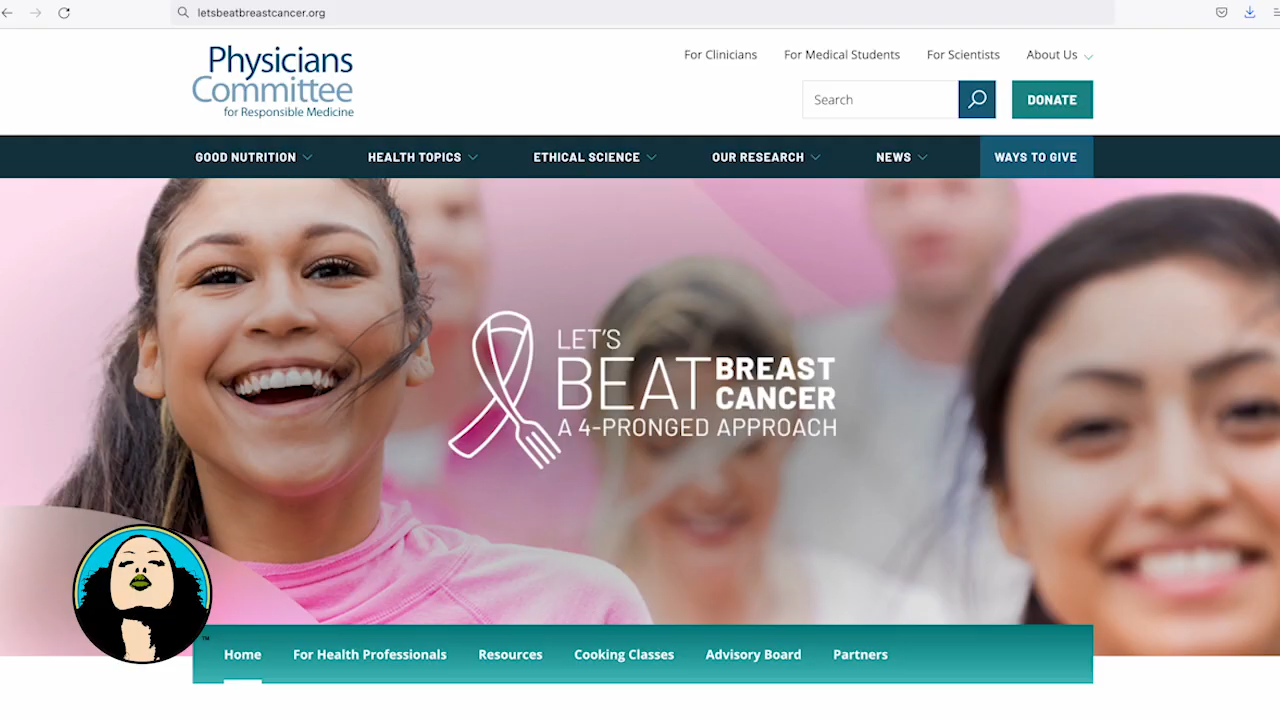 letsbeatbreastcancer.org
Physicians
Committee
for Responsible Medicine
For Clinicians
For Medical Students
For Scientists
About Us
Search
DONATE
GOOD NUTRITION
HEALTH TOPICS
ETHICAL SCIENCE
OUR RESEARCH
NEWS
WAYS TO GIVE
LET'S
BEAT BREAST
CANCER
A 4-PRONGED APPROACH
TM
Home
For Health Professionals
Resources
Cooking Classes
Advisory Board
Partners